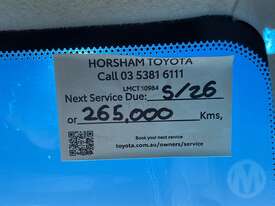 HORSHAM TOYOTA
Call 03 5381 6111
LMCT 10984
Next Service Due: 5/26
or 265,000 Kms,
Book your next service
toyota.com.au/owners/service